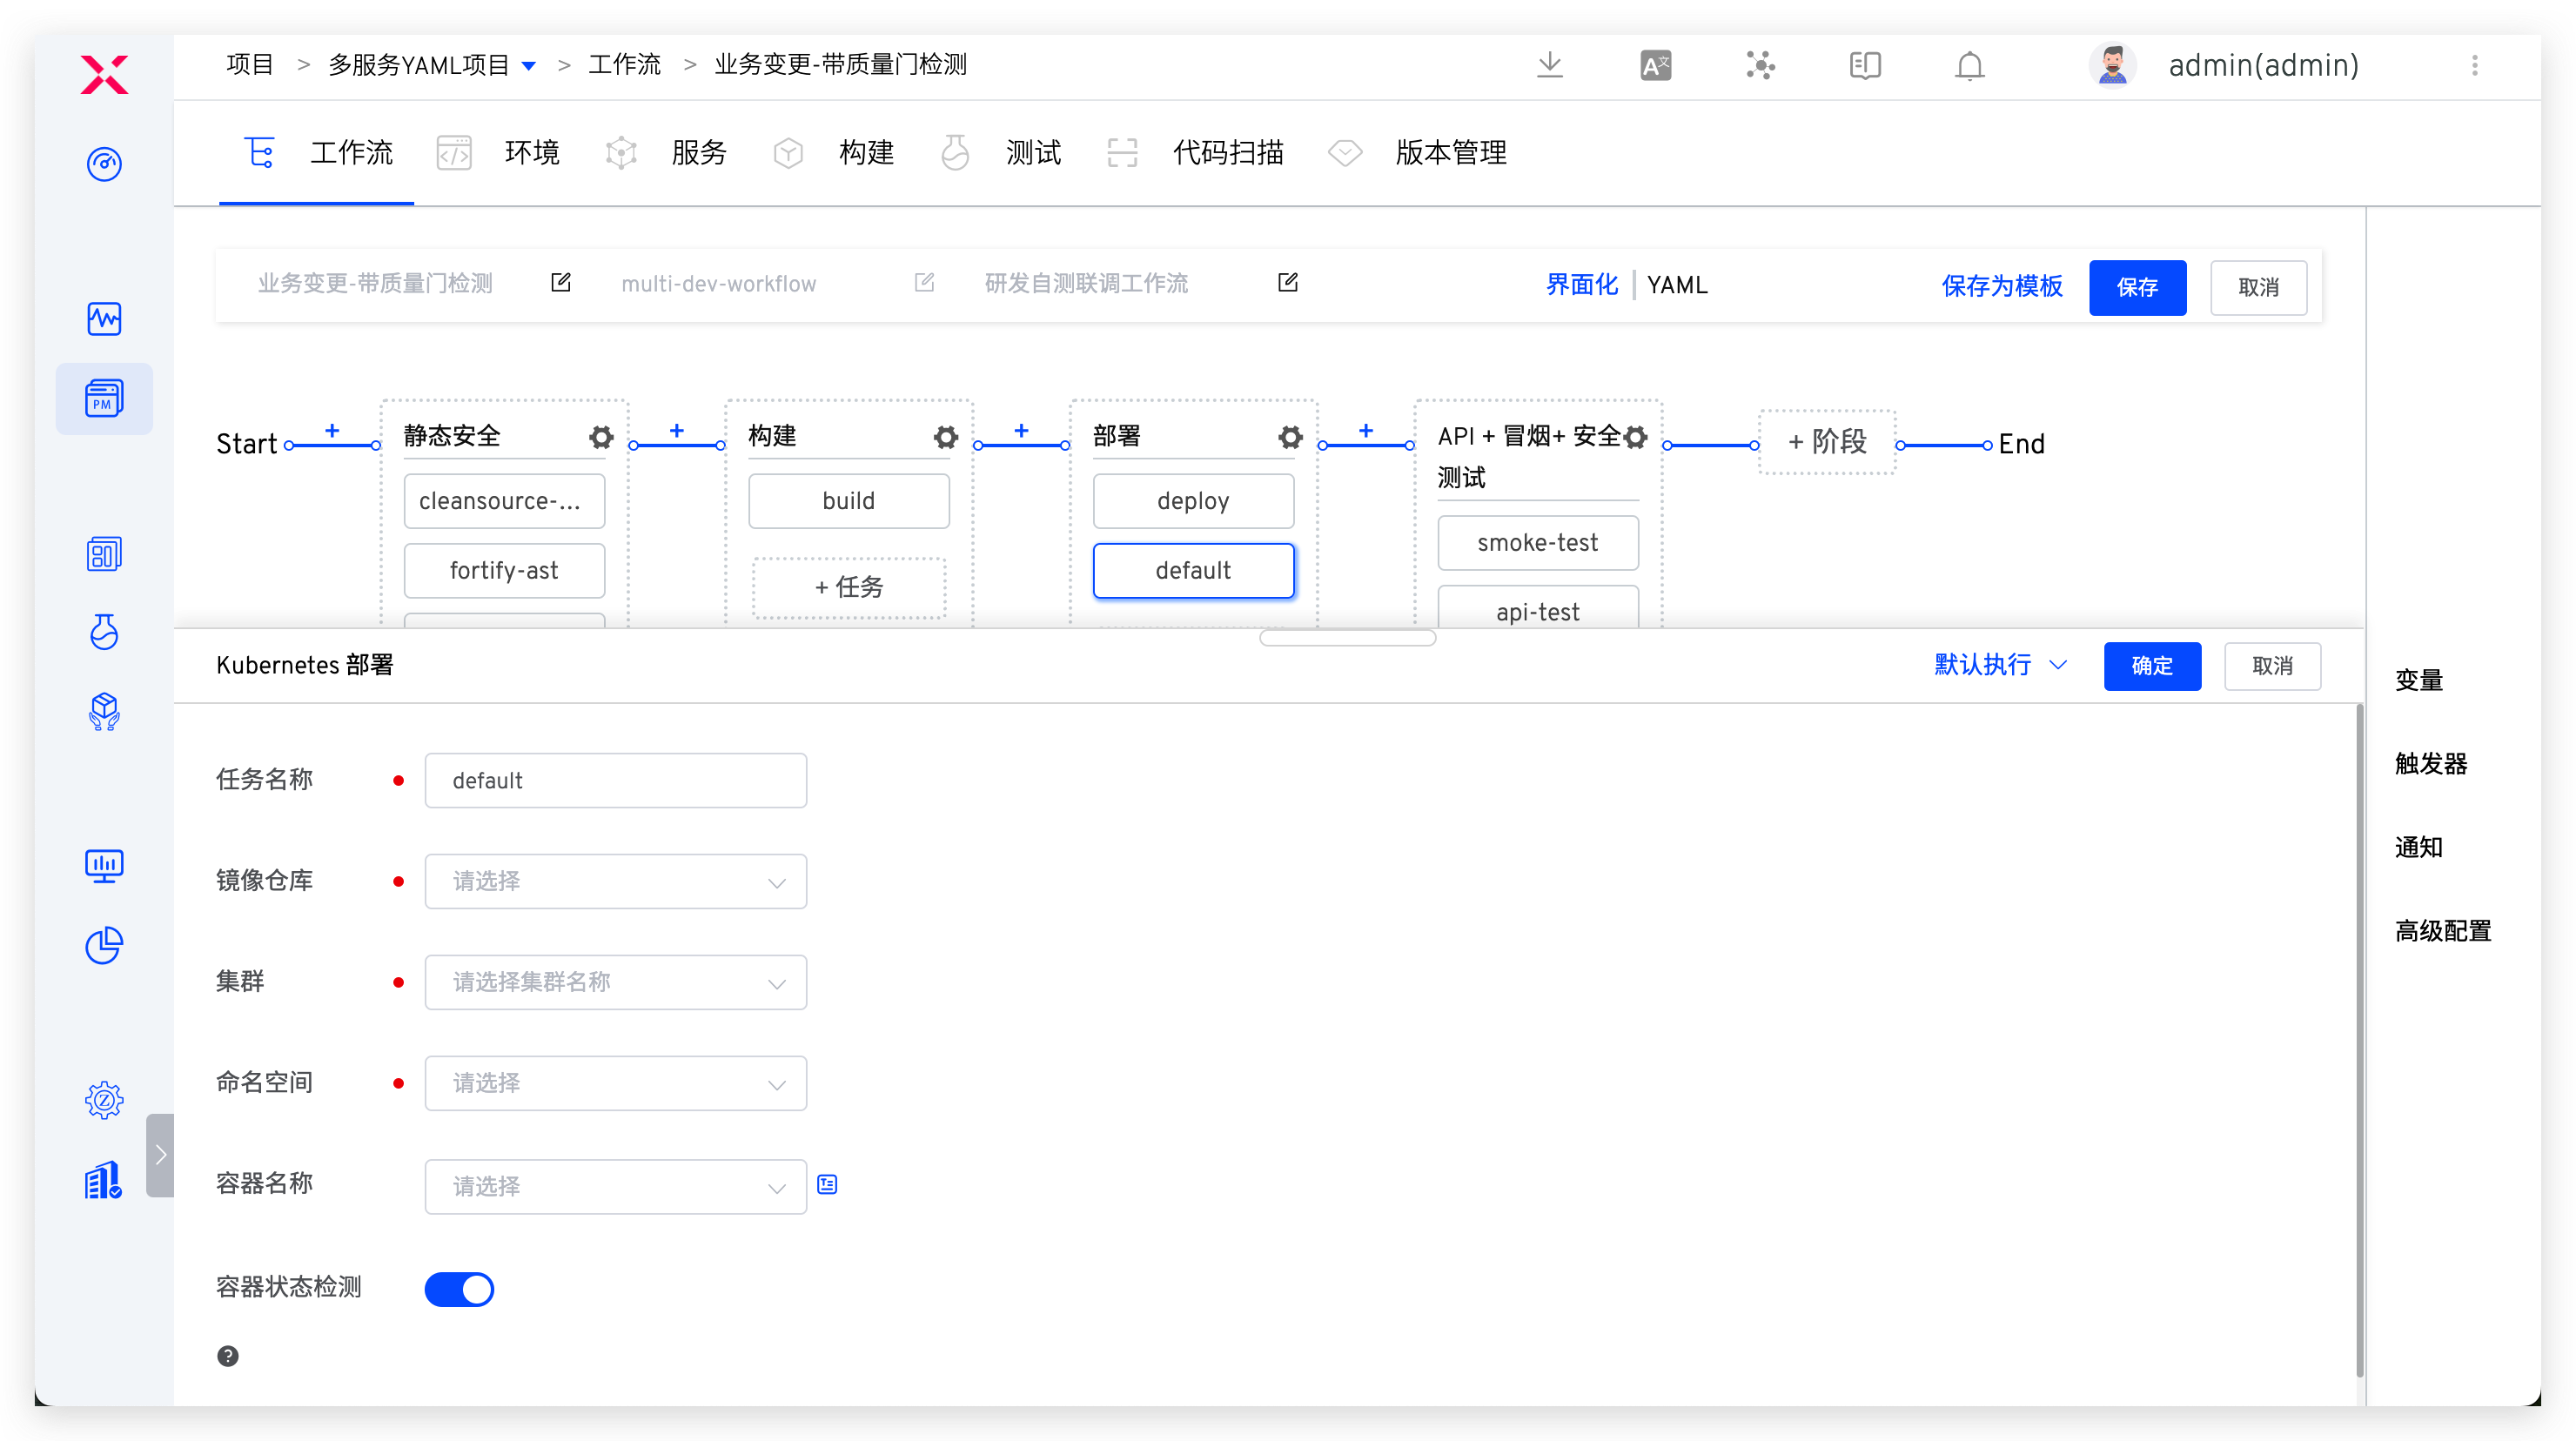 项目 > 多服务YAML项目 > 工作流 > 业务变更-带质量门检测
admin(admin)
工作流 环境 服务 构建 测试 代码扫描 版本管理
业务变更-带质量门检测 multi-dev-workflow 研发自测联调工作流 界面化 YAML 保存为模板 保存 取消
PM
Start + 静态安全 + 构建 + 部署 + API + 冒烟+ 安全 + 阶段 End
测试
cleansource-... build deploy
smoke-test
fortify-ast + 任务 default
api-test
Kubernetes 部署 默认执行 确定 取消
变量
触发器
通知
高级配置
任务名称 default
镜像仓库 请选择
集群 请选择集群名称
命名空间 请选择
容器名称 请选择
容器状态检测
?